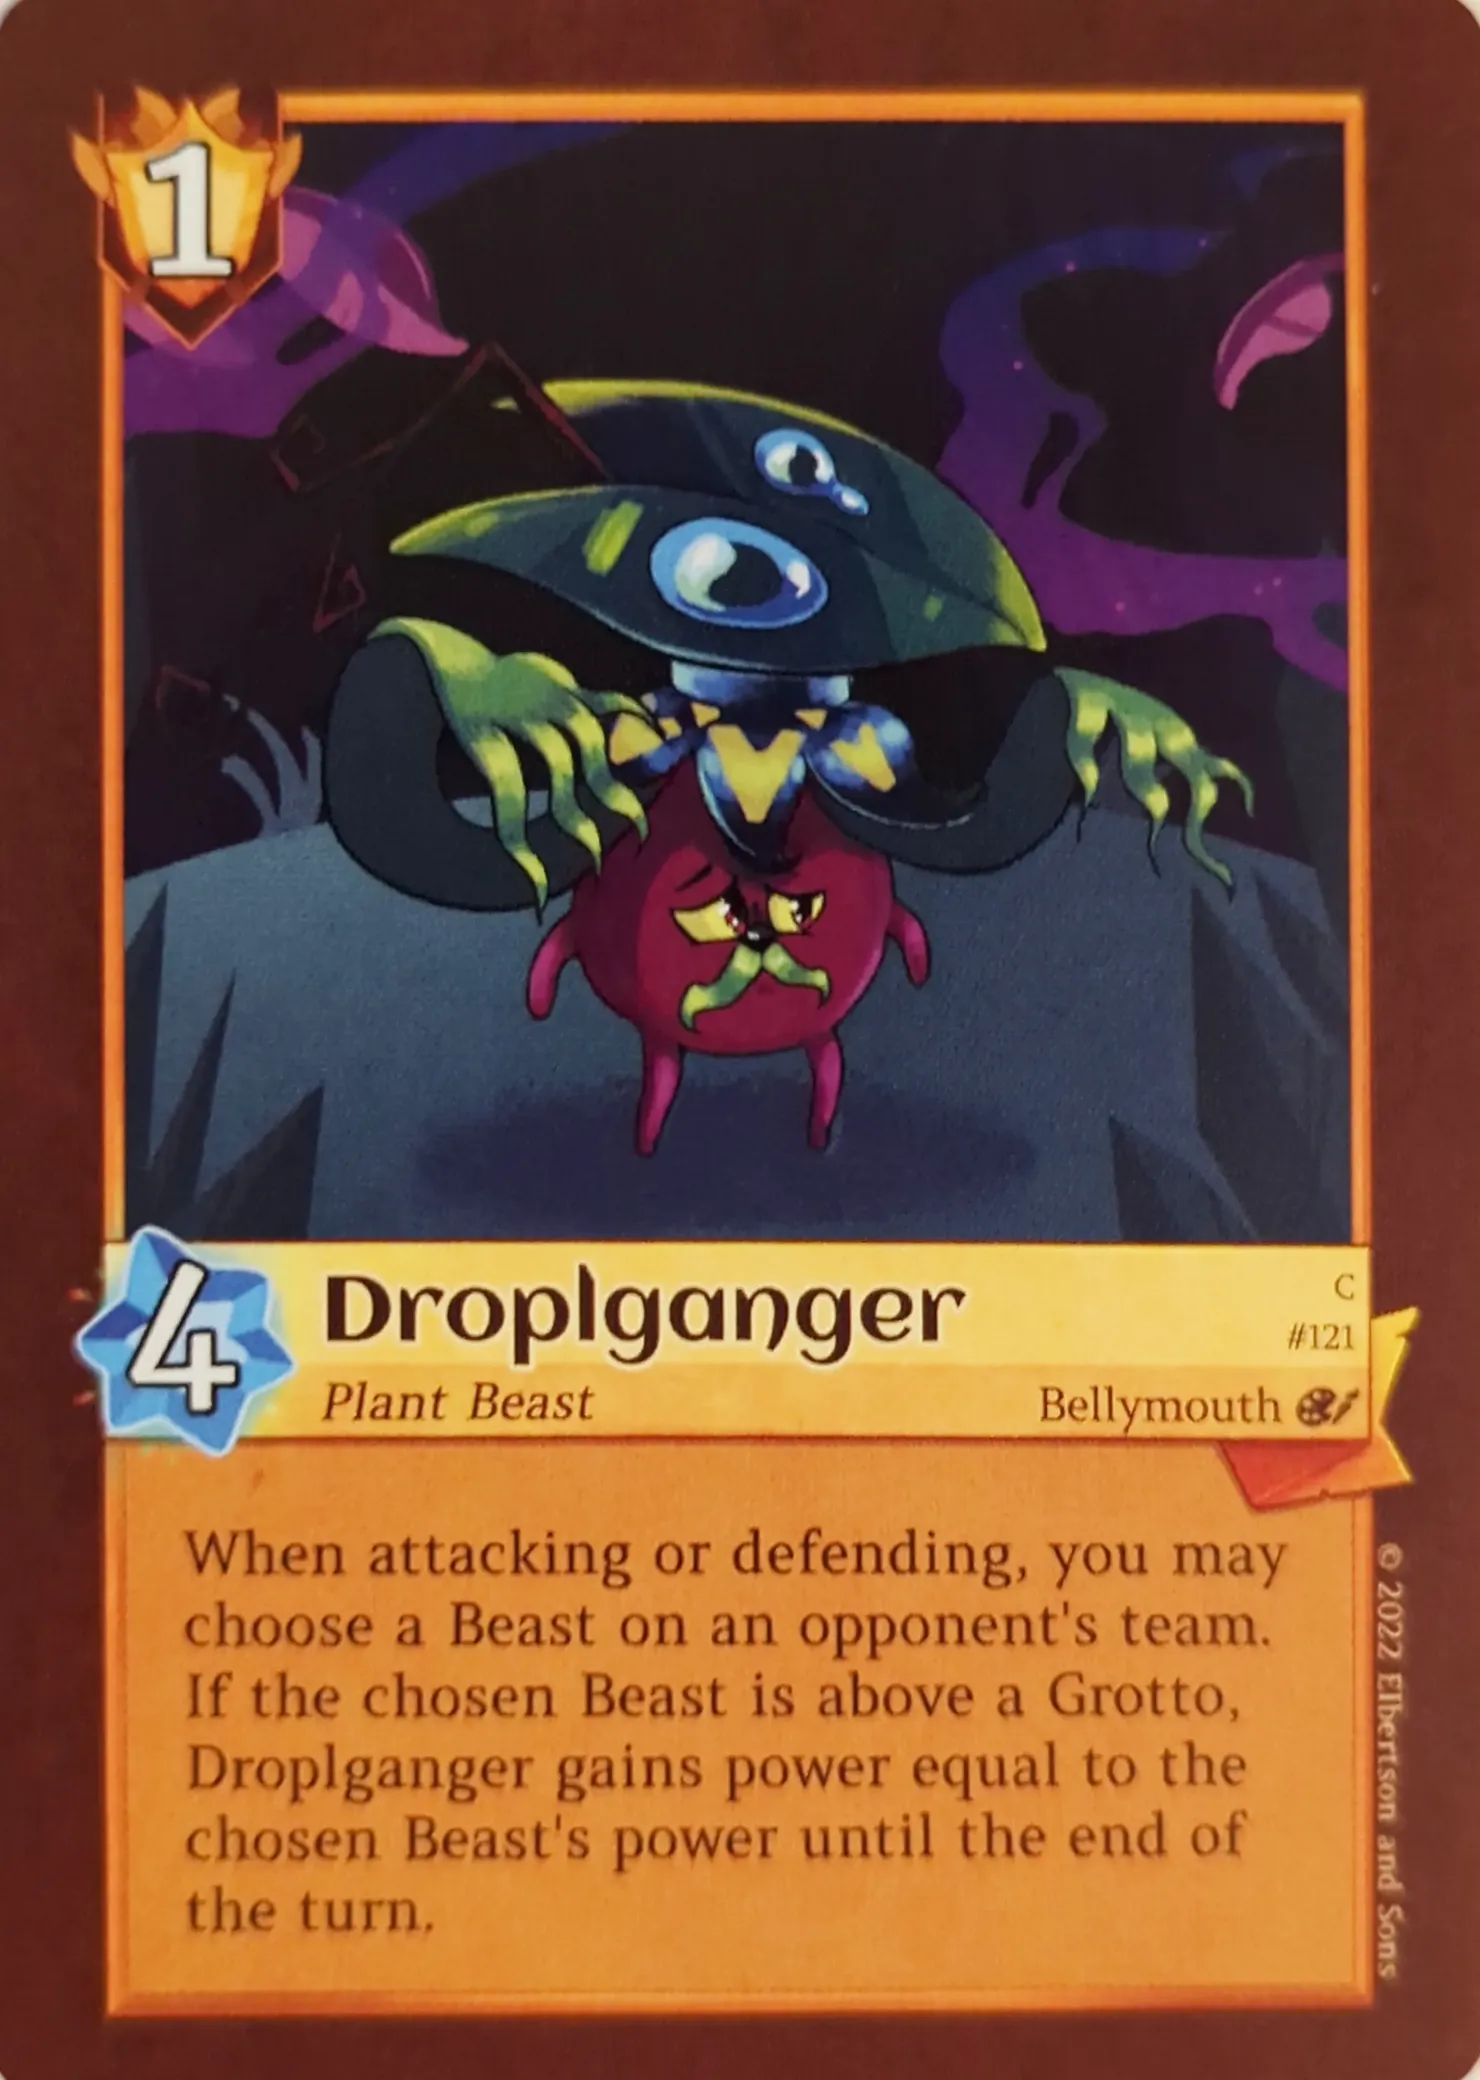 1
4
Droplganger
C
#121
Plant Beast
Bellymouth
When attacking or defending, you may
choose a Beast on an opponent's team.
If the chosen Beast is above a Grotto,
Droplganger gains power equal to the
chosen Beast's power until the end of
the turn.
© 2022 Elbertson and Sons